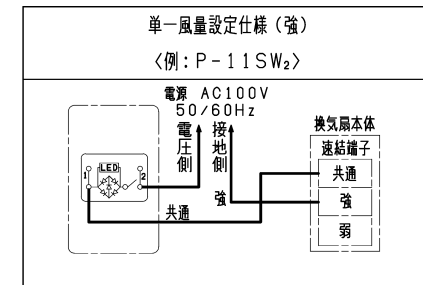 単一風量設定仕様（強）
〈例：P-11SW₂〉
電源 AC100V
50/60Hz
電圧側
接地側
換気扇本体
速結端子
LED
1
2
共通
強
共通
強
弱